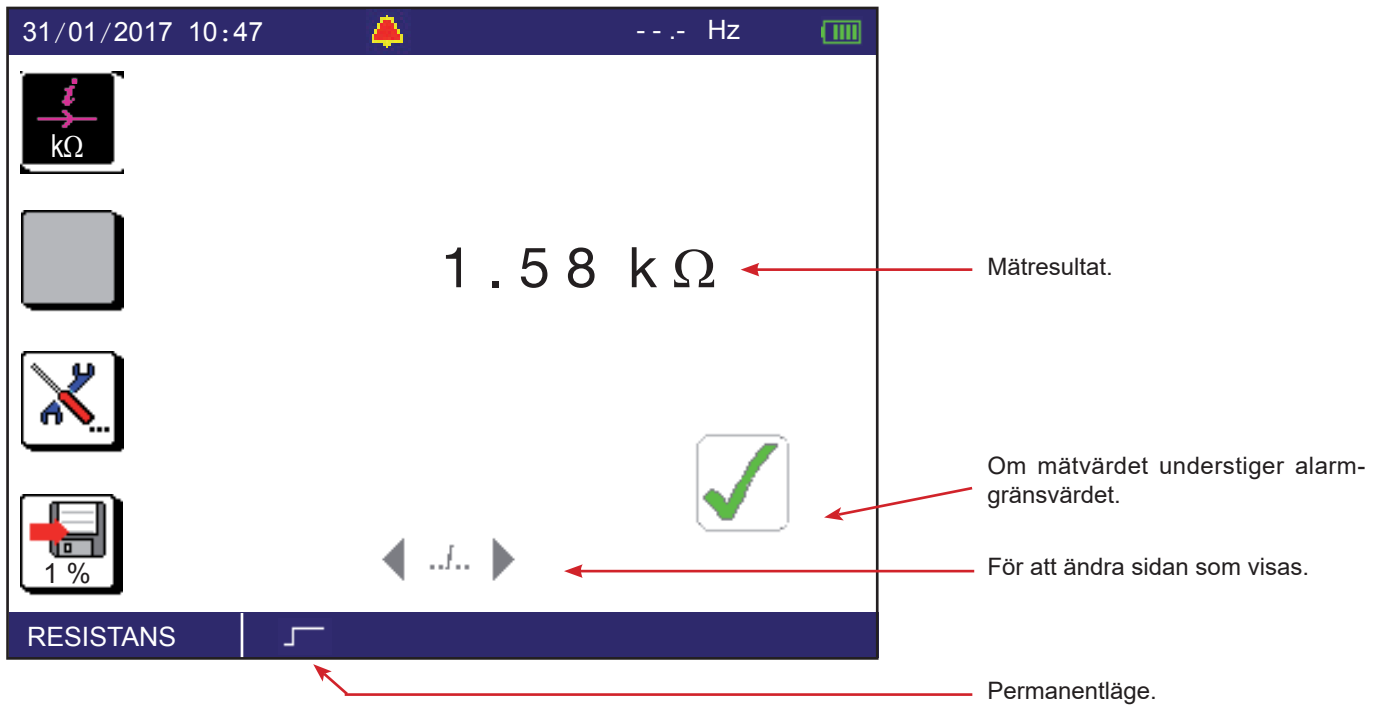 31/01/2017 10:47 --.- Hz
i
kΩ
1.58 kΩ
Mätresultat.
Om mätvärdet understiger alarm-
gränsvärdet.
../..
För att ändra sidan som visas.
1 %
RESISTANS
Permanentläge.